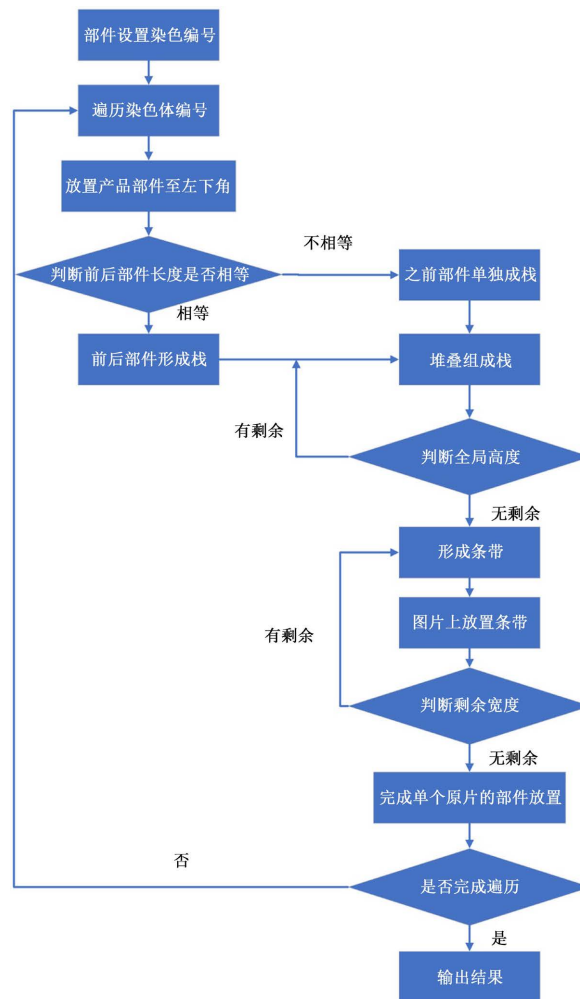 部件设置染色编号
遍历染色体编号
放置产品部件至左下角
不相等
判断前后部件长度是否相等
之前部件单独成栈
相等
前后部件形成栈
堆叠组成栈
有剩余
判断全局高度
无剩余
形成条带
有剩余
图片上放置条带
判断剩余宽度
无剩余
完成单个原片的部件放置
否
是否完成遍历
是
输出结果